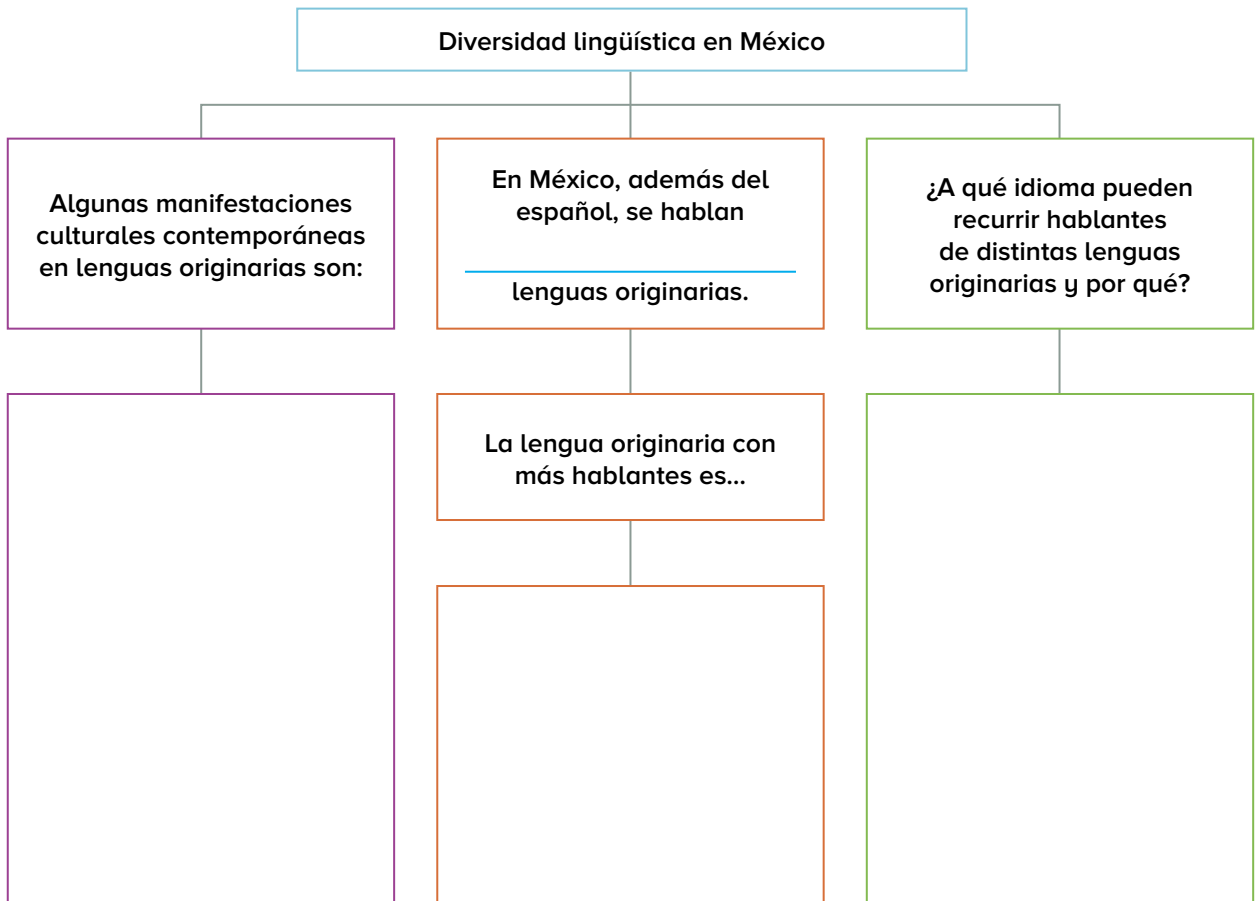 Diversidad lingüística en México
Algunas manifestaciones
culturales contemporáneas
en lenguas originarias son:
En México, además del
español, se hablan
lenguas originarias.
La lengua originaria con
más hablantes es...
¿A qué idioma pueden
recurrir hablantes
de distintas lenguas
originarias y por qué?